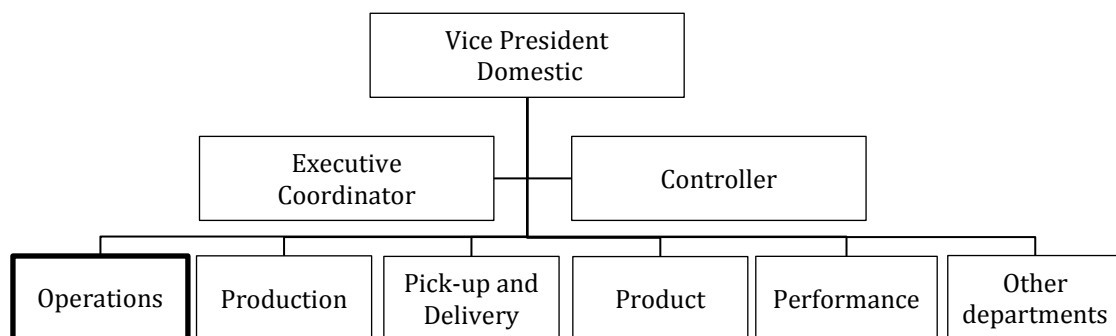 Vice President
Domestic
Executive
Coordinator
Controller
Operations
Production
Pick-up and
Delivery
Product
Performance
Other
departments